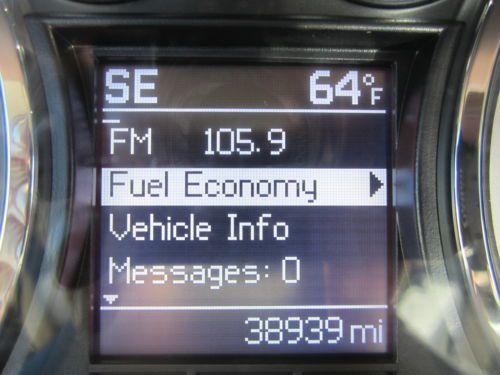 SE 64°F
FM 105.9
Fuel Economy
Vehicle Info
Messages: 0
38939 mi